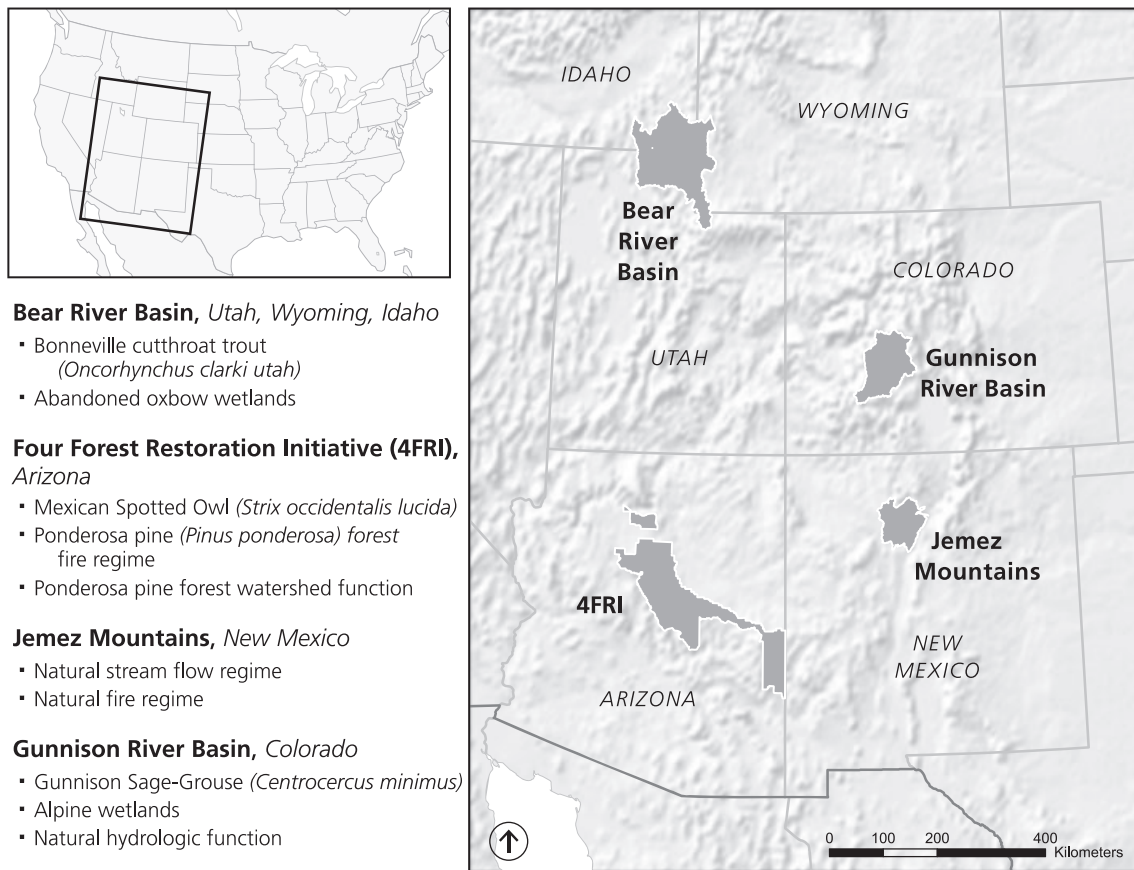 Bear River Basin, Utah, Wyoming, Idaho
▪ Bonneville cutthroat trout
(Oncorhynchus clarki utah)
▪ Abandoned oxbow wetlands
Four Forest Restoration Initiative (4FRI),
Arizona
▪ Mexican Spotted Owl (Strix occidentalis lucida)
▪ Ponderosa pine (Pinus ponderosa) forest
fire regime
▪ Ponderosa pine forest watershed function
Jemez Mountains, New Mexico
▪ Natural stream flow regime
▪ Natural fire regime
Gunnison River Basin, Colorado
▪ Gunnison Sage-Grouse (Centrocercus minimus)
▪ Alpine wetlands
▪ Natural hydrologic function
IDAHO
WYOMING
Bear
River
Basin
COLORADO
UTAH
Gunnison
River Basin
Jemez
Mountains
4FRI
NEW
MEXICO
ARIZONA
0 100 200 400
Kilometers